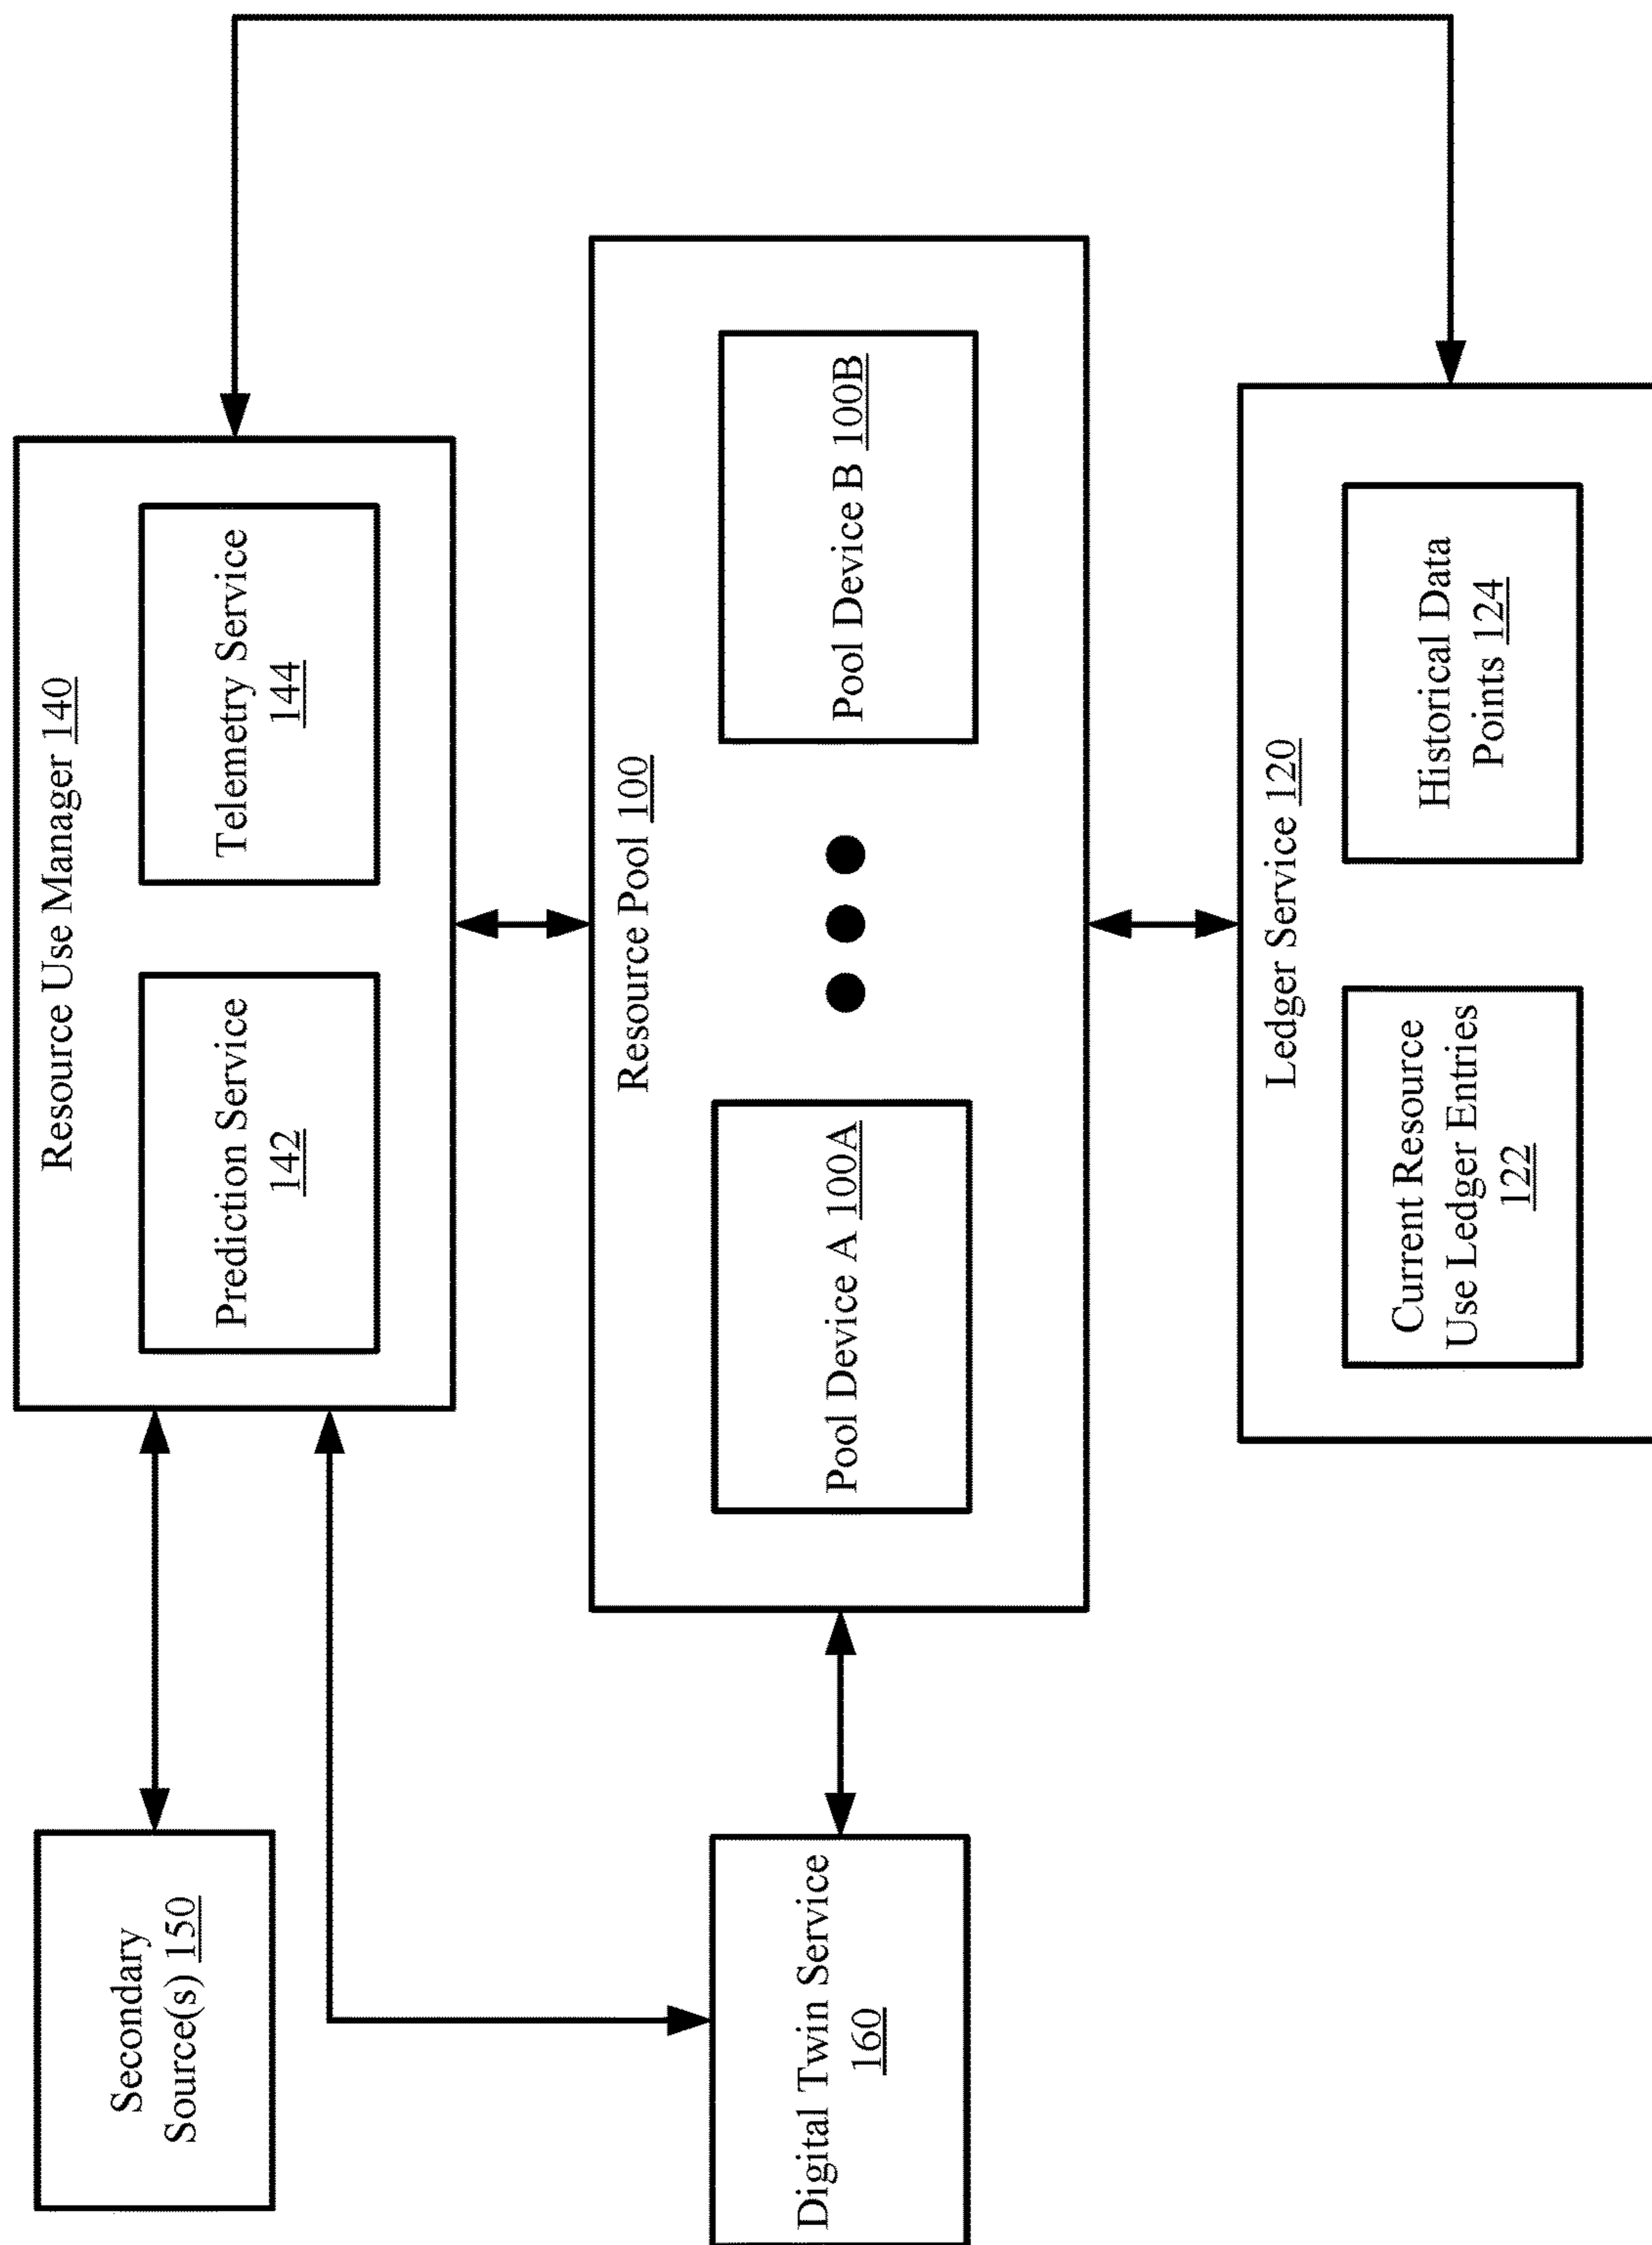 Resource Use Manager 140
Prediction Service
142
Telemetry Service
144
Secondary
Source(s) 150
Resource Pool 100
Pool Device A 100A
Pool Device B 100B
Digital Twin Service
160
Ledger Service 120
Current Resource
Use Ledger Entries
122
Historical Data
Points 124